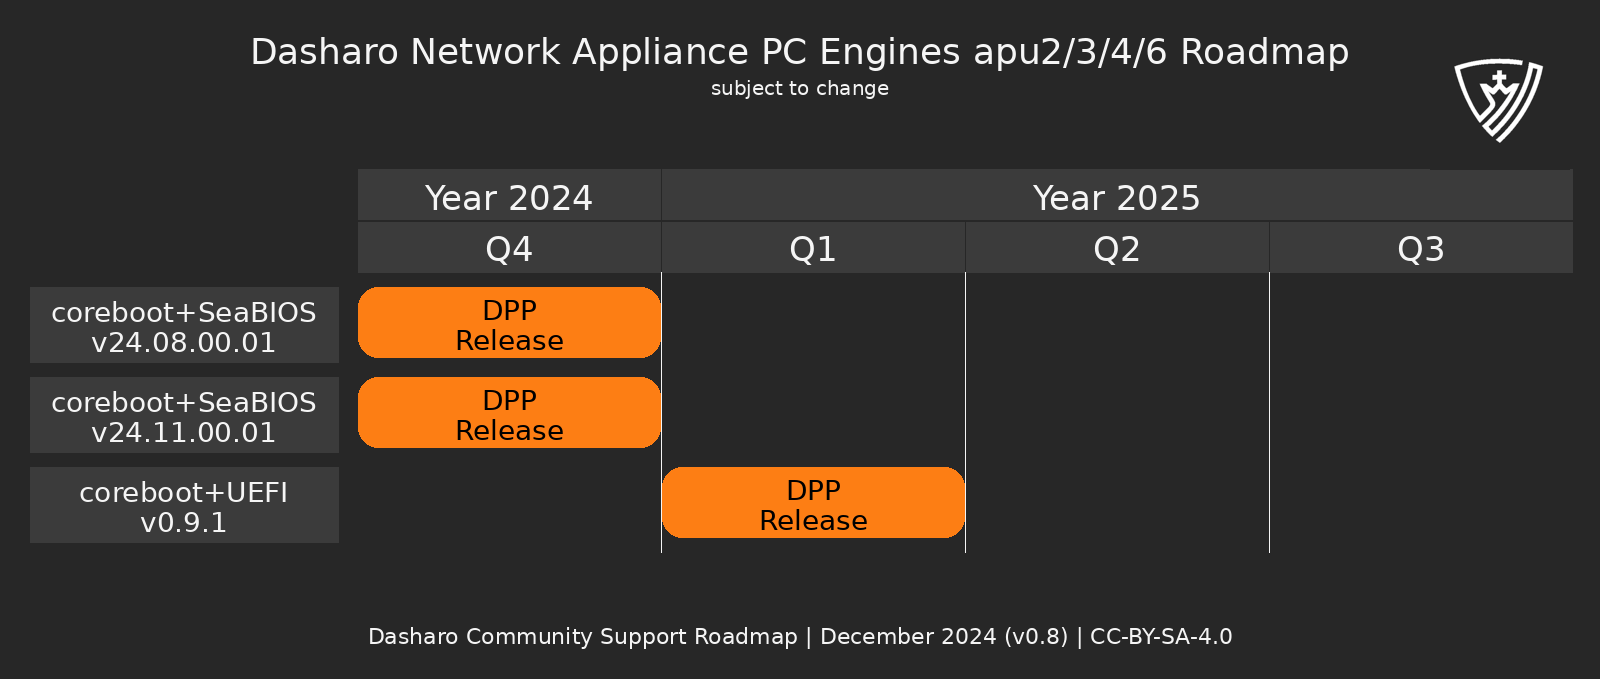 Dasharo Network Appliance PC Engines apu2/3/4/6 Roadmap
subject to change
Year 2024
Year 2025
Q4
Q1
Q2
Q3
coreboot+SeaBIOS
v24.08.00.01
DPP
Release
coreboot+SeaBIOS
v24.11.00.01
DPP
Release
coreboot+UEFI
v0.9.1
DPP
Release
Dasharo Community Support Roadmap | December 2024 (v0.8) | CC-BY-SA-4.0